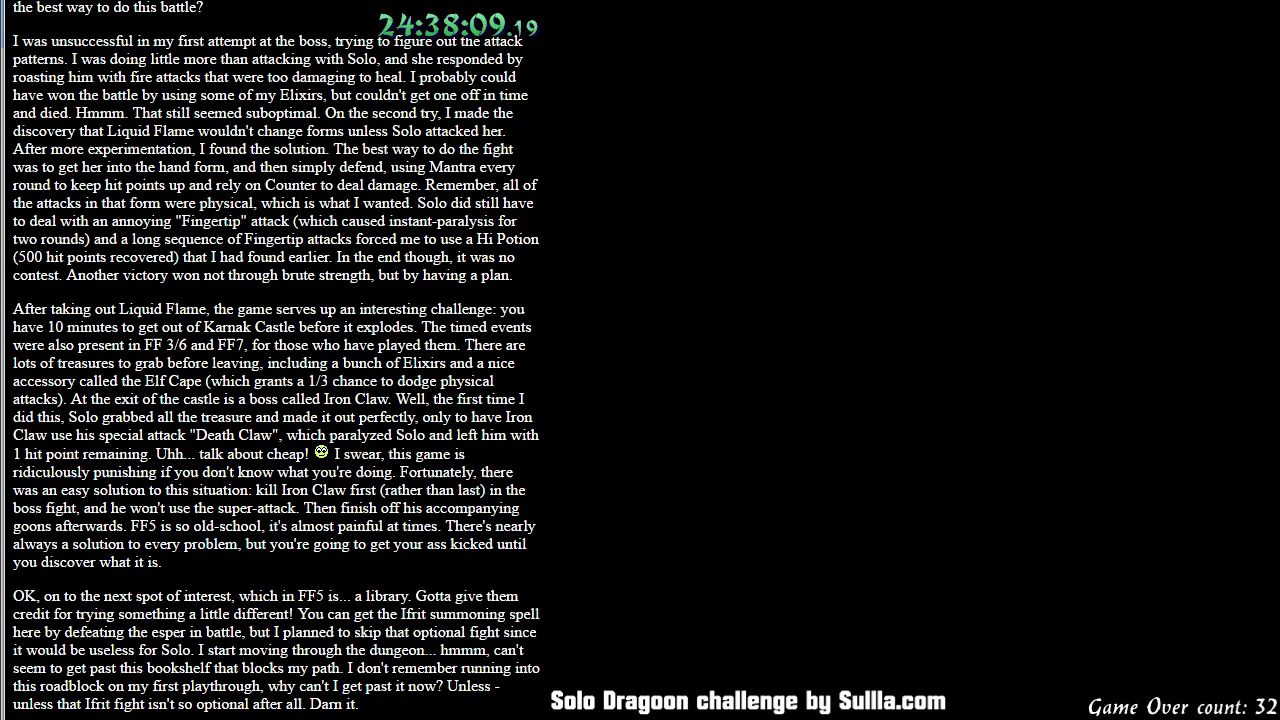 the best way to do this battle?
24:38:09.19
I was unsuccessful in my first attempt at the boss, trying to figure out the attack
patterns. I was doing little more than attacking with Solo, and she responded by
roasting him with fire attacks that were too damaging to heal. I probably could
have won the battle by using some of my Elixirs, but couldn't get one off in time
and died. Hmmm. That still seemed suboptimal. On the second try, I made the
discovery that Liquid Flame wouldn't change forms unless Solo attacked her.
After more experimentation, I found the solution. The best way to do the fight
was to get her into the hand form, and then simply defend, using Mantra every
round to keep hit points up and rely on Counter to deal damage. Remember, all of
the attacks in that form were physical, which is what I wanted. Solo did still have
to deal with an annoying "Fingertip" attack (which caused instant-paralysis for
two rounds) and a long sequence of Fingertip attacks forced me to use a Hi Potion
(500 hit points recovered) that I had found earlier. In the end though, it was no
contest. Another victory won not through brute strength, but by having a plan.
After taking out Liquid Flame, the game serves up an interesting challenge: you
have 10 minutes to get out of Karnak Castle before it explodes. The timed events
were also present in FF 3/6 and FF7, for those who have played them. There are
lots of treasures to grab before leaving, including a bunch of Elixirs and a nice
accessory called the Elf Cape (which grants a 1/3 chance to dodge physical
attacks). At the exit of the castle is a boss called Iron Claw. Well, the first time I
did this, Solo grabbed all the treasure and made it out perfectly, only to have Iron
Claw use his special attack "Death Claw", which paralyzed Solo and left him with
1 hit point remaining. Uhh... talk about cheap! I swear, this game is
ridiculously punishing if you don't know what you're doing. Fortunately, there
was an easy solution to this situation: kill Iron Claw first (rather than last) in the
boss fight, and he won't use the super-attack. Then finish off his accompanying
goons afterwards. FF5 is so old-school, it's almost painful at times. There's nearly
always a solution to every problem, but you're going to get your ass kicked until
you discover what it is.
OK, on to the next spot of interest, which in FF5 is... a library. Gotta give them
credit for trying something a little different! You can get the Ifrit summoning spell
here by defeating the esper in battle, but I planned to skip that optional fight since
it would be useless for Solo. I start moving through the dungeon... hmmm, can't
seem to get past this bookshelf that blocks my path. I don't remember running into
this roadblock on my first playthrough, why can't I get past it now? Unless -
unless that Ifrit fight isn't so optional after all. Darn it.
Solo Dragoon challenge by Sullla.com
Game Over count: 32